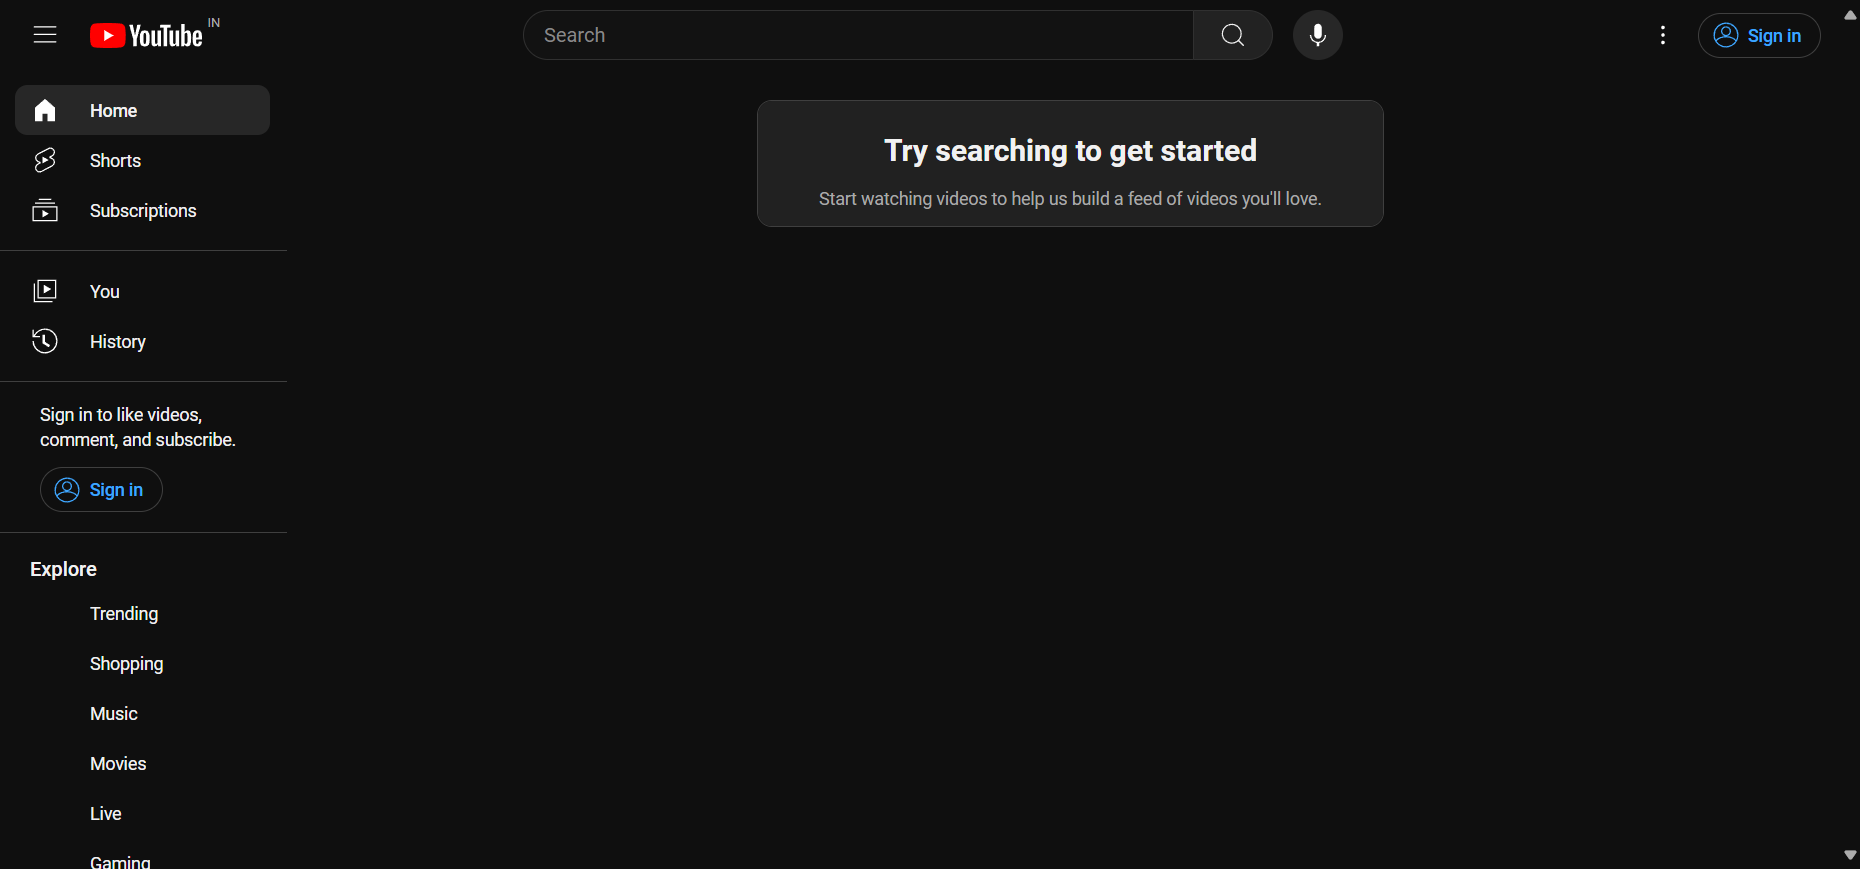 YouTube IN
Search
Sign in
Home
Shorts
Subscriptions
You
History
Sign in to like videos,
comment, and subscribe.
Sign in
Explore
Trending
Shopping
Music
Movies
Live
Gaming
Try searching to get started
Start watching videos to help us build a feed of videos you'll love.